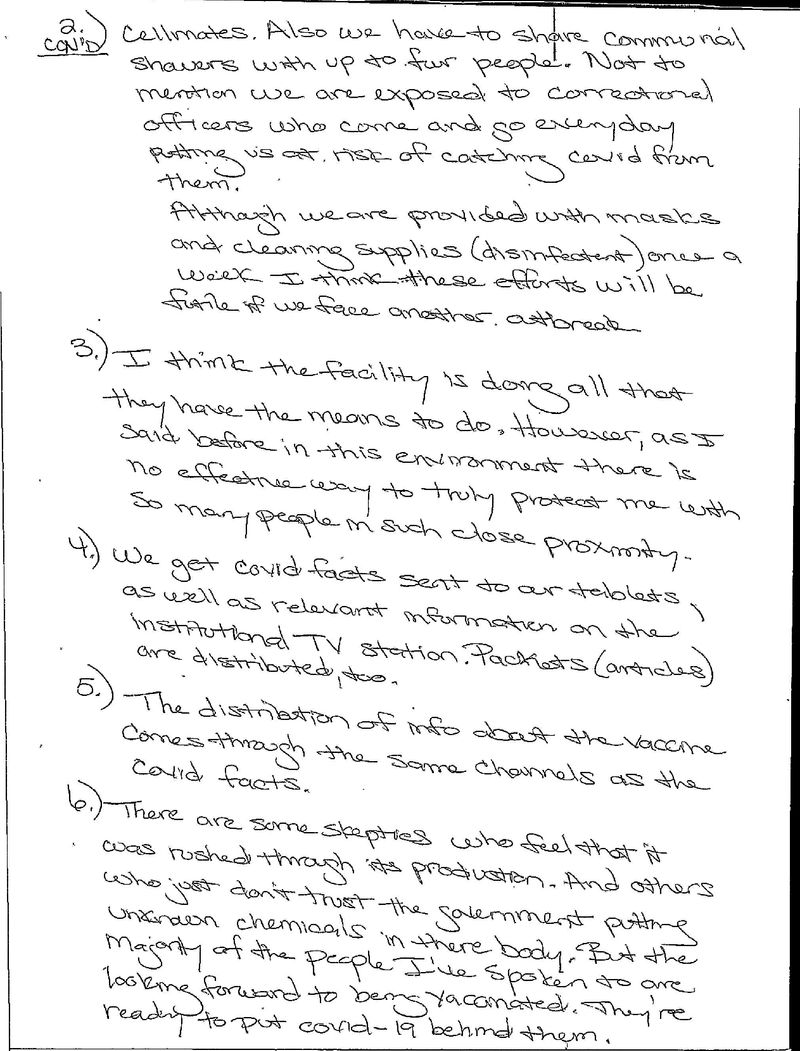 2.) cellmates. Also we have to share communal
CON'D showers with up to four people. Not to
mention we are exposed to correctional
officers who come and go everyday
putting us at risk of catching covid from
them.
Although we are provided with masks
and cleaning supplies (disinfectent) once a
week I think these efforts will be
futile if we face another. outbreak
3.) I think the facility is doing all that
they have the means to do. However, as I
said before in this environment there is
no effective way to truly protect me with
so many people in such close proximity.
4.) We get covid facts sent to our tablets,
as well as relevant information on the
institutional TV station. Packets (articles)
are distributed, too.
5.) The distribution of info about the vaccine
comes through the same channels as the
covid facts.
6.) There are some skeptics who feel that it
was rushed through its production. And others
who just don't trust the government putting
unknown chemicals in there body. But the
majority of the people I've spoken to are
looking forward to being vaccinated. They're
ready to put covid-19 behind them.